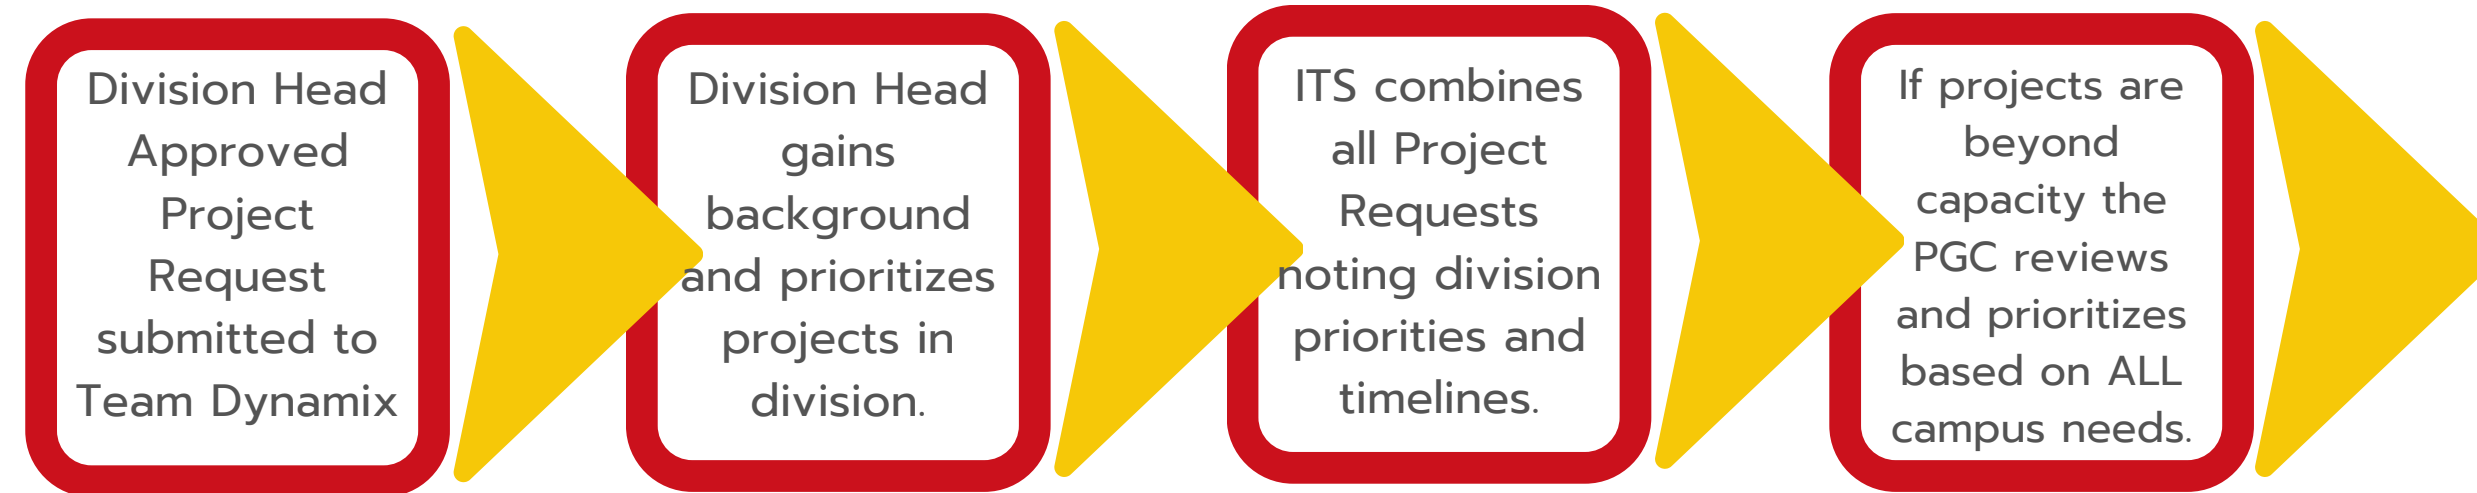 Division Head
Approved
Project
Request
submitted to
Team Dynamix
Division Head
gains
background
and prioritizes
projects in
division.
ITS combines
all Project
Requests
noting division
priorities and
timelines.
If projects are
beyond
capacity the
PGC reviews
and prioritizes
based on ALL
campus needs.